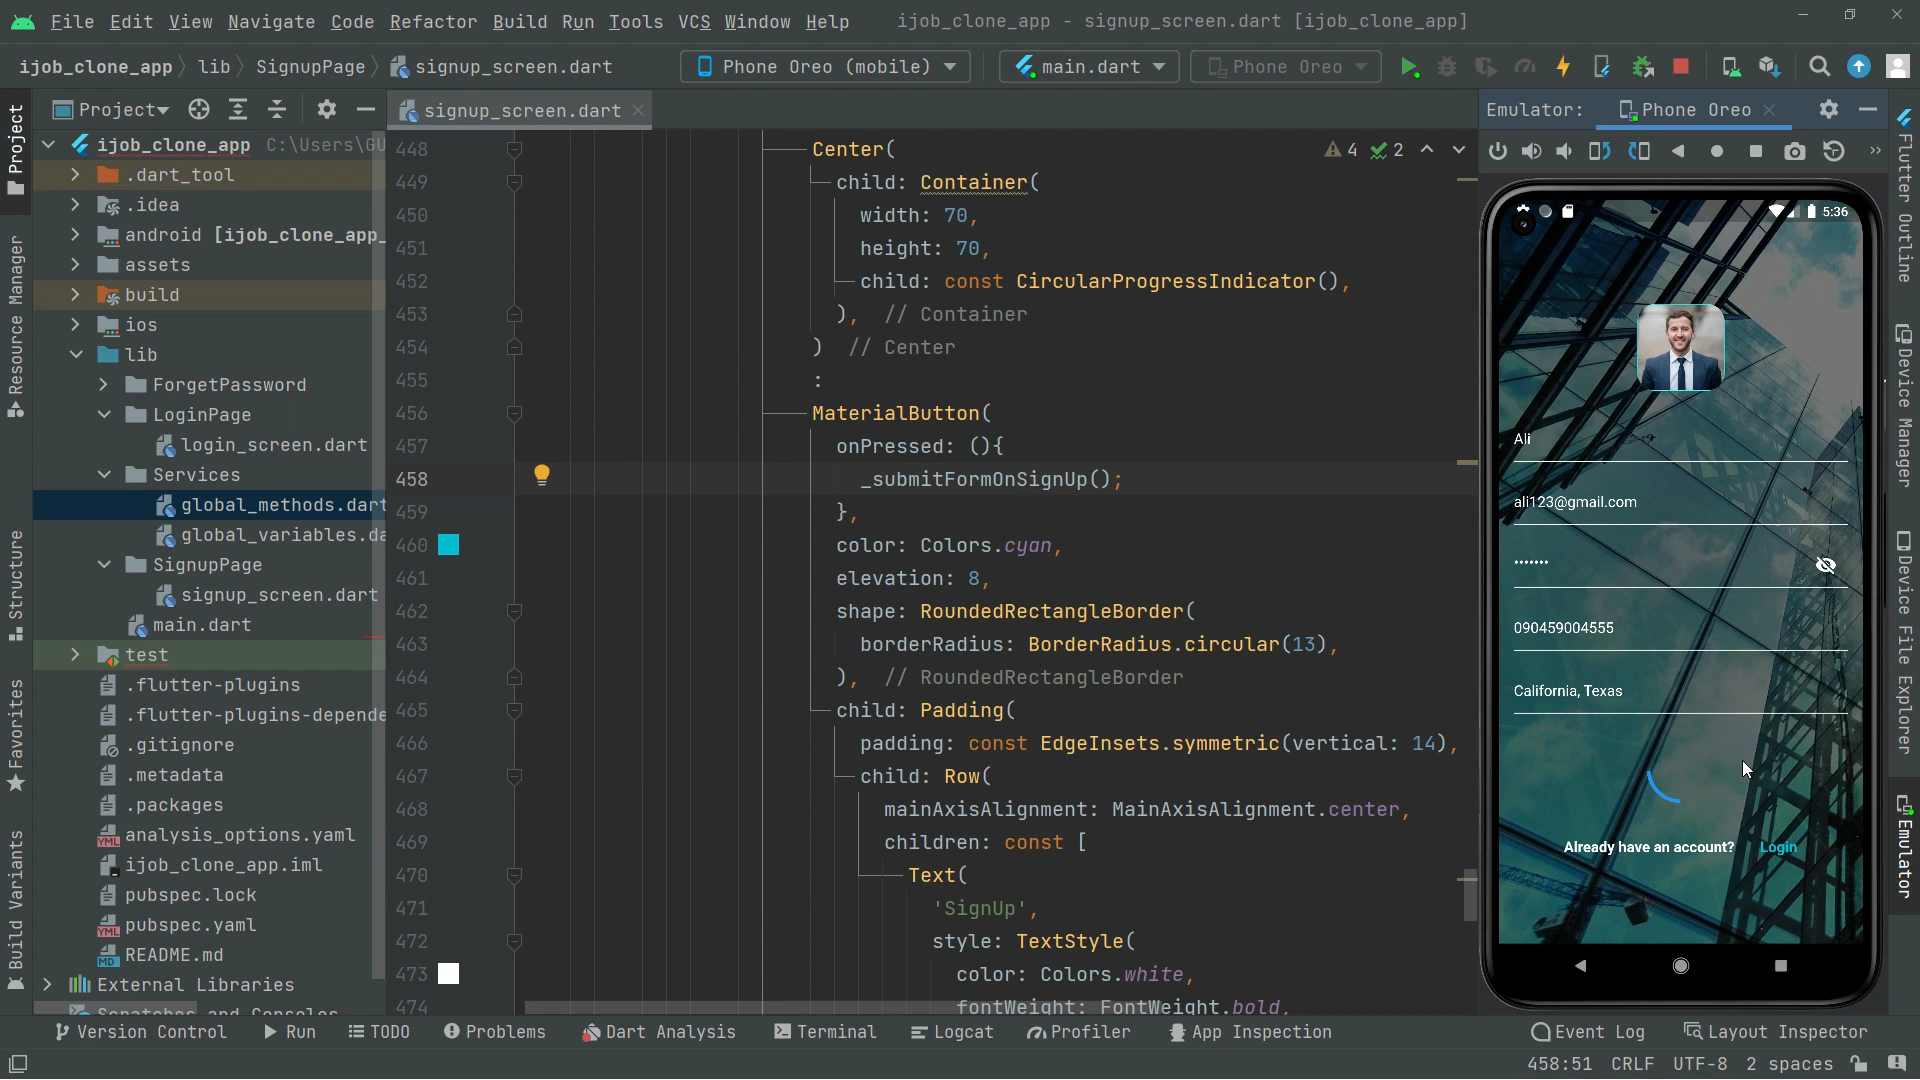 File Edit View Navigate Code Refactor Build Run Tools VCS Window Help ijob_clone_app - signup_screen.dart [ijob_clone_app]
ijob_clone_app lib SignupPage signup_screen.dart Phone Oreo (mobile) main.dart Phone Oreo
Project
signup_screen.dart
Emulator: Phone Oreo
ijob_clone_app C:\Users\GU
.dart_tool
.idea
android [ijob_clone_app_
assets
build
ios
lib
ForgetPassword
LoginPage
login_screen.dart
Services
global_methods.dart
global_variables.da
SignupPage
signup_screen.dart
main.dart
test
.flutter-plugins
.flutter-plugins-depende
.gitignore
.metadata
.packages
analysis_options.yaml
ijob_clone_app.iml
pubspec.lock
pubspec.yaml
README.md
External Libraries
Scratches and Consoles
4 2
448 Center(
449 child: Container(
450 width: 70,
451 height: 70,
452 child: const CircularProgressIndicator(),
453 ), // Container
454 ) // Center
455 :
456 MaterialButton(
457 onPressed: (){
458 _submitFormOnSignUp();
459 },
460 color: Colors.cyan,
461 elevation: 8,
462 shape: RoundedRectangleBorder(
463 borderRadius: BorderRadius.circular(13),
464 ), // RoundedRectangleBorder
465 child: Padding(
466 padding: const EdgeInsets.symmetric(vertical: 14),
467 child: Row(
468 mainAxisAlignment: MainAxisAlignment.center,
469 children: const [
470 Text(
471 'SignUp',
472 style: TextStyle(
473 color: Colors.white,
474 fontWeight: FontWeight.bold,
5:36
Ali
ali123@gmail.com
•••••••
090459004555
California, Texas
Already have an account? Login
Project
Resource Manager
Structure
Favorites
Build Variants
Flutter Outline
Device Manager
Device File Explorer
Emulator
Version Control Run TODO Problems Dart Analysis Terminal Logcat Profiler App Inspection Event Log Layout Inspector
458:51 CRLF UTF-8 2 spaces